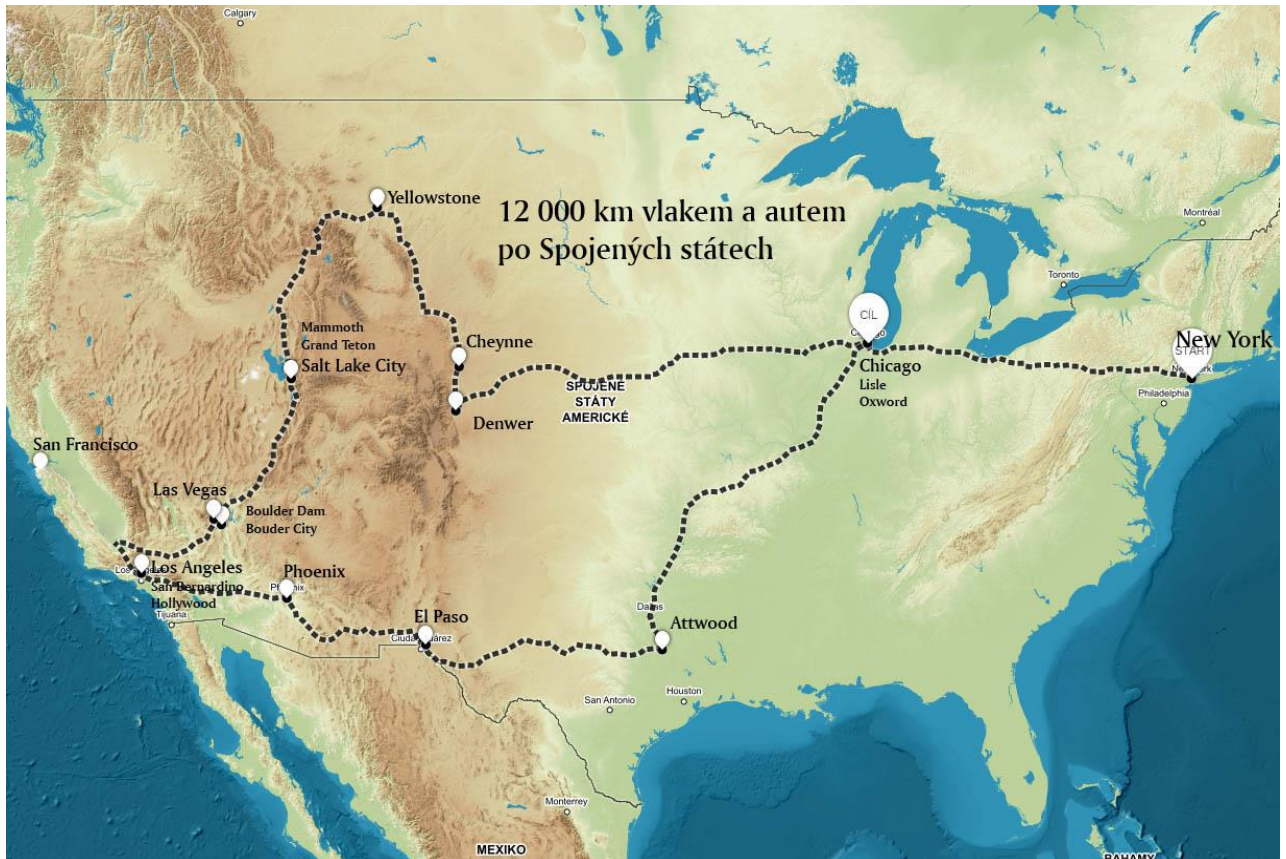 Calgary
Yellowstone
12 000 km vlakem a autem
po Spojených státech
Montréal
Toronto
CÍL
Chicago
Lisle
Oxword
New York
START
Philadelphia
Mammoth
Grand Teton
Salt Lake City
Cheynne
Denwer
SPOJENÉ
STÁTY
AMERICKÉ
San Francisco
Las Vegas
Boulder Dam
Bouder City
Los Angeles
San Bernardino
Hollywood
Tijuana
Phoenix
El Paso
Dallas
Attwood
San Antonio
Houston
Monterrey
MEXIKO
BAHAMY